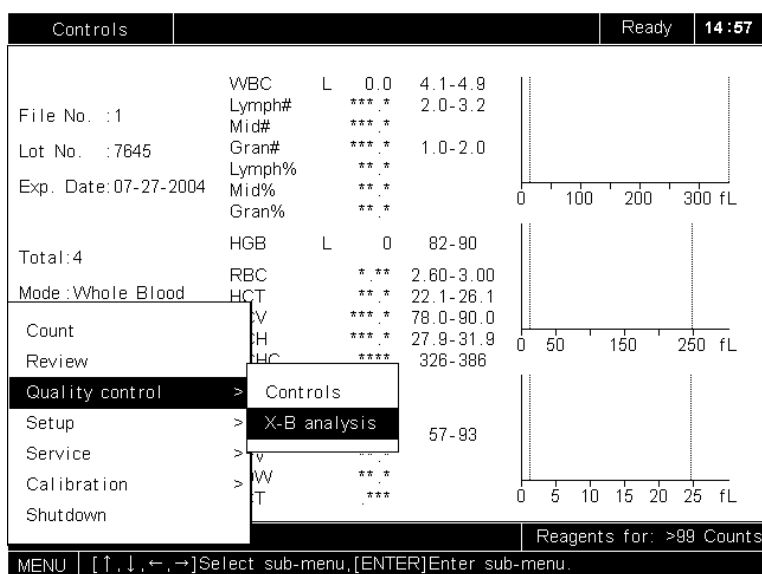 Controls Ready 14:57
File No. :1
Lot No. :7645
Exp. Date:07-27-2004
Total:4
Mode:Whole Blood
WBC L 0.0 4.1-4.9
Lymph# ***.* 2.0-3.2
Mid# ***.*
Gran# ***.* 1.0-2.0
Lymph% **.*
Mid% **.*
Gran% **.*
HGB L 0 82-90
RBC *.** 2.60-3.00
HCT **.* 22.1-26.1
CV ***.* 78.0-90.0
CH ***.* 27.9-31.9
HC **** 326-386
57-93
V **.*
W **.*
T .***
0 100 200 300 fL
0 50 150 250 fL
0 5 10 15 20 25 fL
Count
Review
Quality control >
Setup >
Service >
Calibration >
Shutdown
Controls
X-B analysis
Reagents for: >99 Counts
MENU [↑,↓,←,→]Select sub-menu,[ENTER]Enter sub-menu.